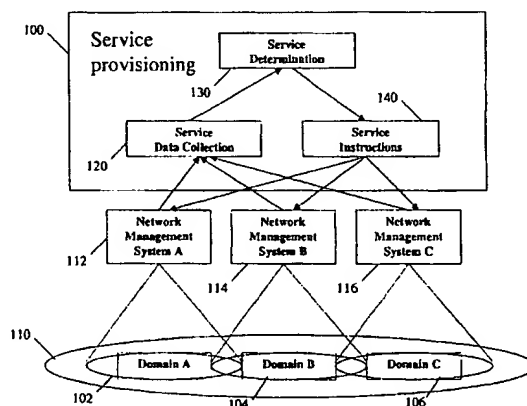 100
Service
provisioning
Service
Determination
130
140
Service
Data Collection
Service
Instructions
120
Network
Management
System A
Network
Management
System B
Network
Management
System C
112
114
116
110
Domain A
Domain B
Domain C
102
104
106